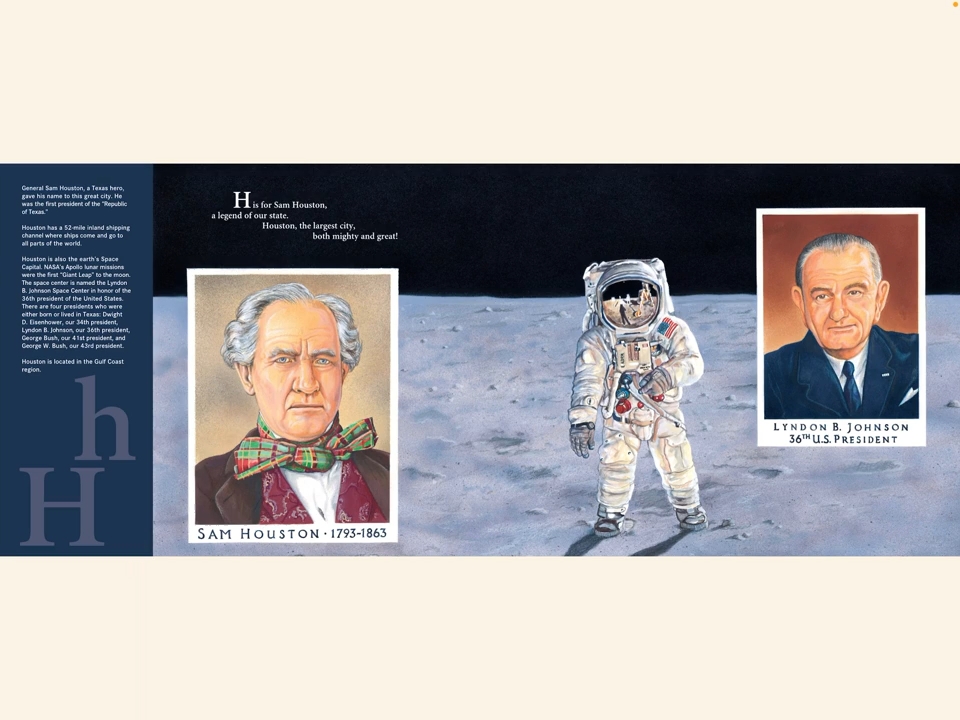 General Sam Houston, a Texas hero,
gave his name to this great city. He
was the first president of the "Republic
of Texas."
Houston has a 52-mile inland shipping
channel where ships come and go to
all parts of the world.
Houston is also the earth's Space
Capital. NASA's Apollo lunar missions
were the first "Giant Leap" to the moon.
The space center is named the Lyndon
B. Johnson Space Center in honor of the
36th president of the United States.
There are four presidents who were
either born or lived in Texas: Dwight
D. Eisenhower, our 34th president,
Lyndon B. Johnson, our 36th president,
George Bush, our 41st president, and
George W. Bush, our 43rd president.
Houston is located in the Gulf Coast
region.
h
H
H is for Sam Houston,
a legend of our state.
Houston, the largest city,
both mighty and great!
SAM HOUSTON · 1793-1863
LYNDON B. JOHNSON
36TH U.S. PRESIDENT